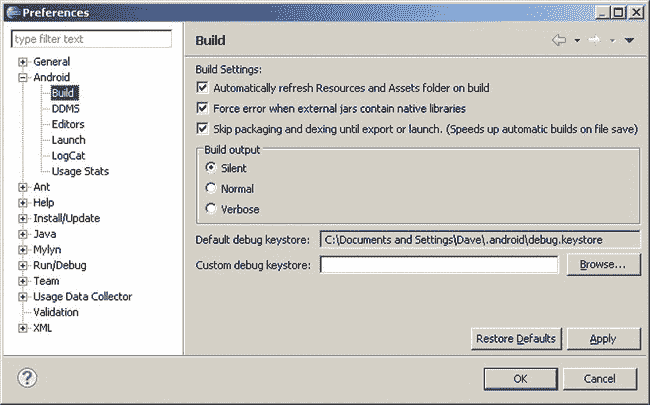 Preferences
type filter text
General
Android
Build
DDMS
Editors
Launch
LogCat
Usage Stats
Ant
Help
Install/Update
Java
Mylyn
Run/Debug
Team
Usage Data Collector
Validation
XML
Build
Build Settings:
Automatically refresh Resources and Assets folder on build
Force error when external jars contain native libraries
Skip packaging and dexing until export or launch. (Speeds up automatic builds on file save)
Build output
Silent
Normal
Verbose
Default debug keystore: C:\Documents and Settings\Dave\.android\debug.keystore
Custom debug keystore: Browse...
Restore Defaults Apply
? OK Cancel